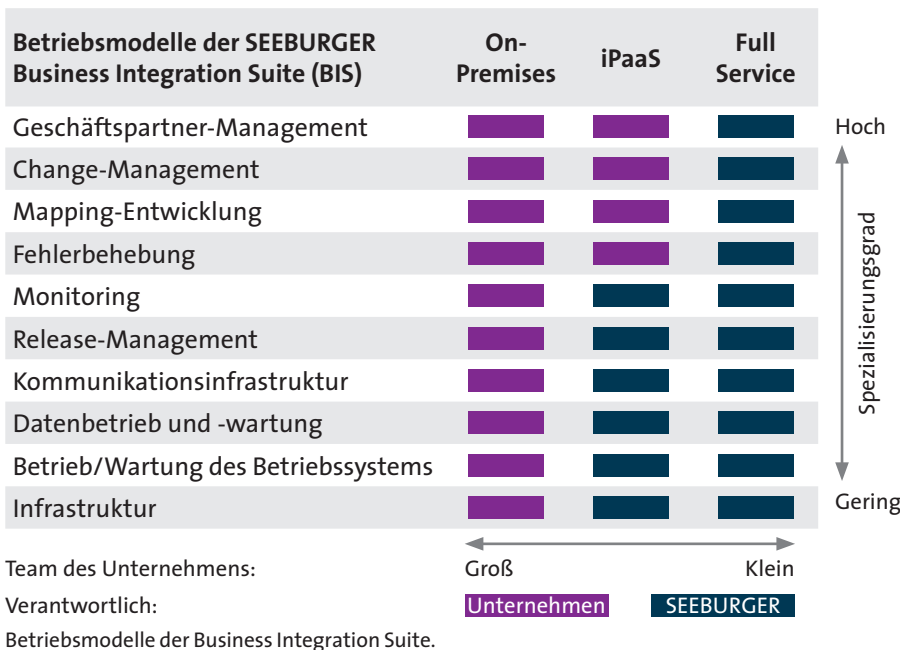 Betriebsmodelle der SEEBURGER
Business Integration Suite (BIS)
On-
Premises
iPaaS
Full
Service
Geschäftspartner-Management
Hoch
Change-Management
Mapping-Entwicklung
Fehlerbehebung
Monitoring
Release-Management
Kommunikationsinfrastruktur
Datenbetrieb und -wartung
Betrieb/Wartung des Betriebssystems
Infrastruktur
Spezialisierungsgrad
Gering
Team des Unternehmens:
Groß
Klein
Verantwortlich:
Unternehmen
SEEBURGER
Betriebsmodelle der Business Integration Suite.